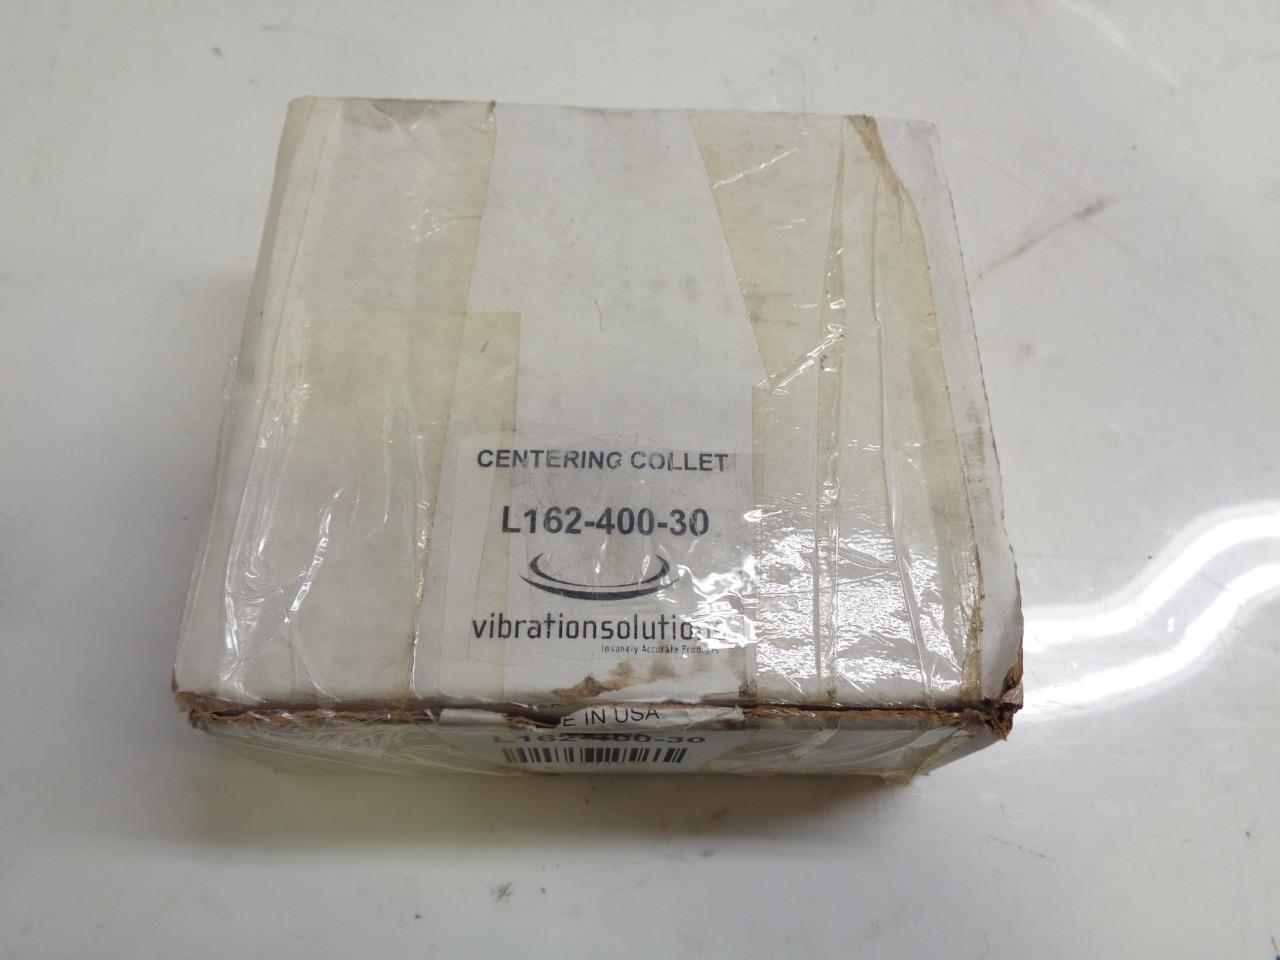 CENTERING COLLET
L162-400-30
vibrationsolutions
Insanely Accurate Products
IN USA
L162-400-30